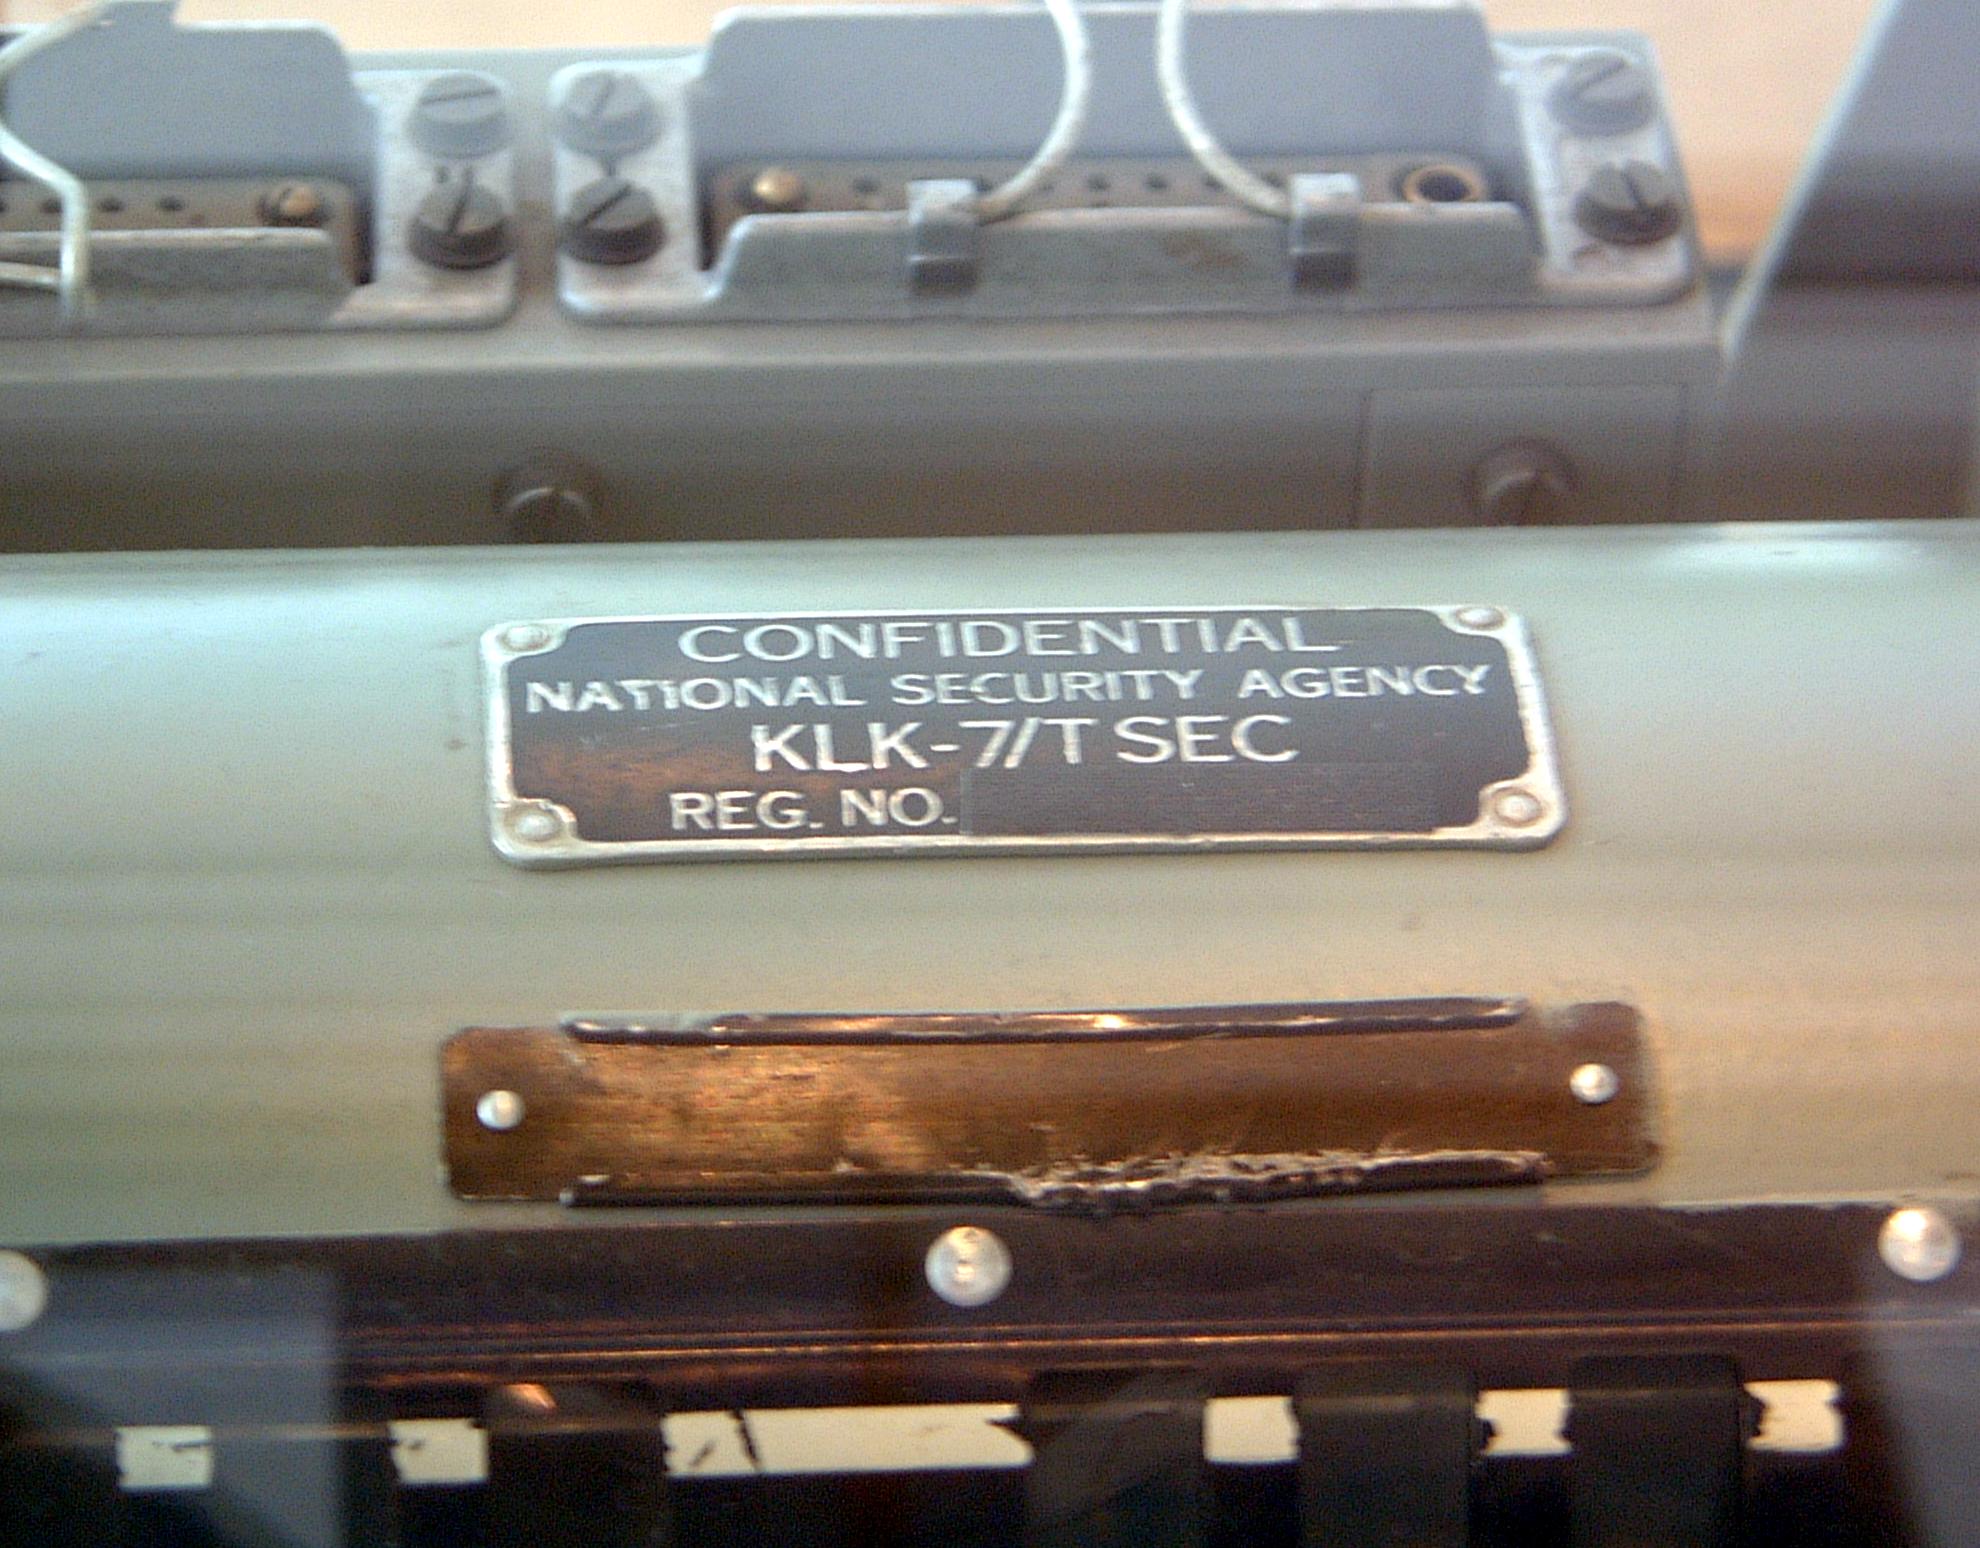 CONFIDENTIAL
NATIONAL SECURITY AGENCY
KLK-7/T SEC
REG. NO.